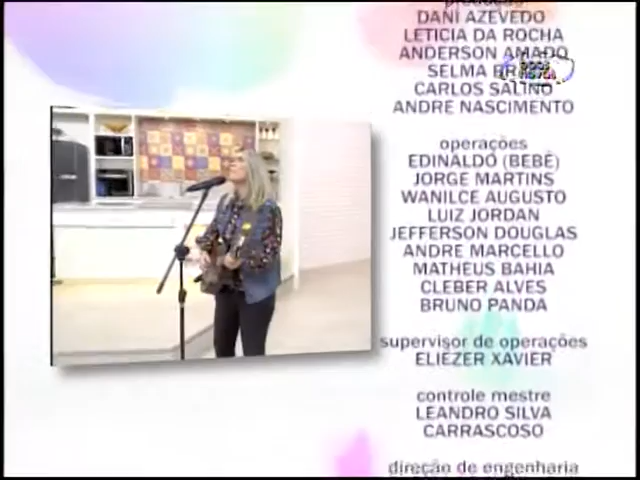 produção
DANI AZEVEDO
LETICIA DA ROCHA
ANDERSON AMADO
SELMA
CARLOS SALINO
ANDRE NASCIMENTO
operações
EDINALDO (BEBÊ)
JORGE MARTINS
WANILCE AUGUSTO
LUIZ JORDAN
JEFFERSON DOUGLAS
ANDRE MARCELLO
MATHEUS BAHIA
CLEBER ALVES
BRUNO PANDA
supervisor de operações
ELIEZER XAVIER
controle mestre
LEANDRO SILVA
CARRASCOSO
direção de engenharia